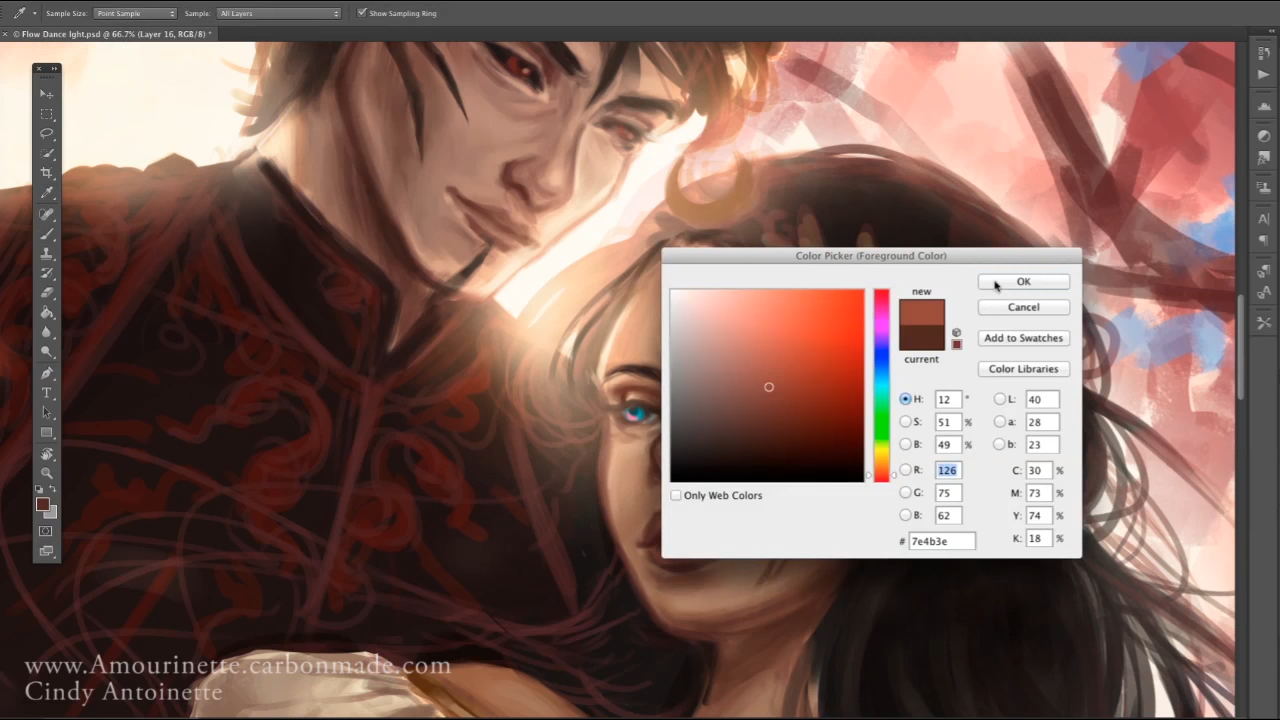 Sample Size: Point Sample Sample: All Layers Show Sampling Ring
© Flow Dance lght.psd @ 66.7% (Layer 16, RGB/8) *
Color Picker (Foreground Color)
new
current
OK
Cancel
Add to Swatches
Color Libraries
H: 12 ° L: 40
S: 51 % a: 28
B: 49 % b: 23
R: 126 C: 30 %
G: 75 M: 73 %
B: 62 Y: 74 %
# 7e4b3e K: 18 %
Only Web Colors
www.Amourinette.carbonmade.com
Cindy Antoinette